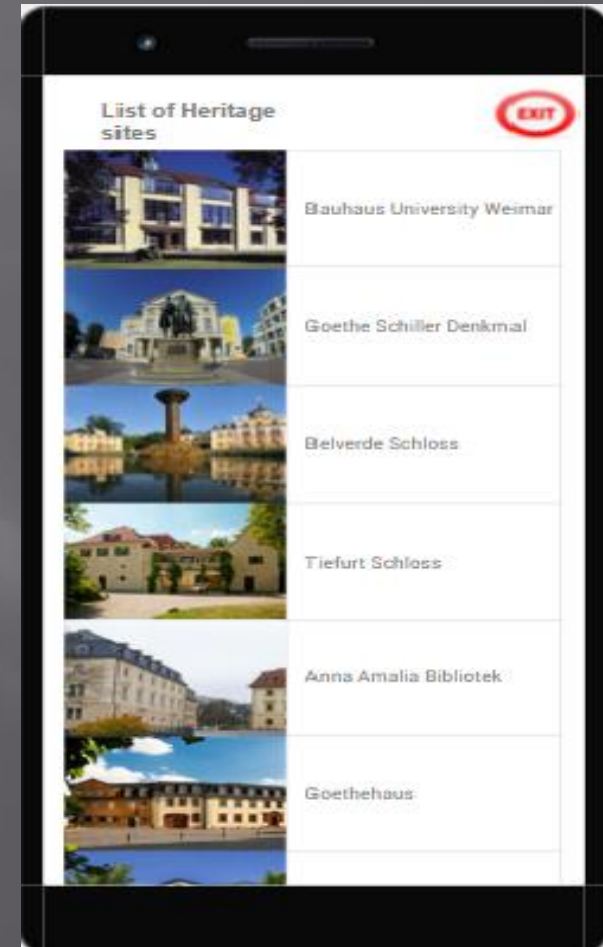 List of Heritage
sites
EXIT
Bauhaus University Weimar
Goethe Schiller Denkmal
Belverde Schloss
Tiefurt Schloss
Anna Amalia Bibliotek
Goethehaus